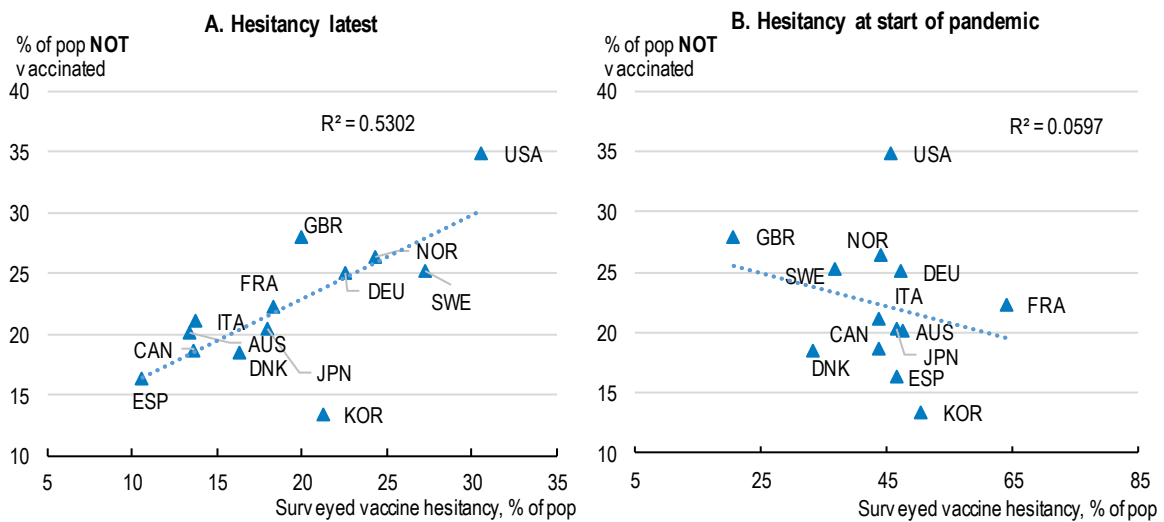 A. Hesitancy latest
% of pop NOT
vaccinated
40
35
30
25
20
15
10
R² = 0.5302
USA
GBR
NOR
FRA
DEU
SWE
ITA
CAN
AUS
DNK
JPN
ESP
KOR
5 10 15 20 25 30 35
Surveyed vaccine hesitancy, % of pop
B. Hesitancy at start of pandemic
% of pop NOT
vaccinated
40
35
30
25
20
15
10
R² = 0.0597
USA
GBR
NOR
SWE
DEU
ITA
FRA
CAN
AUS
DNK
JPN
ESP
KOR
5 25 45 65 85
Surveyed vaccine hesitancy, % of pop